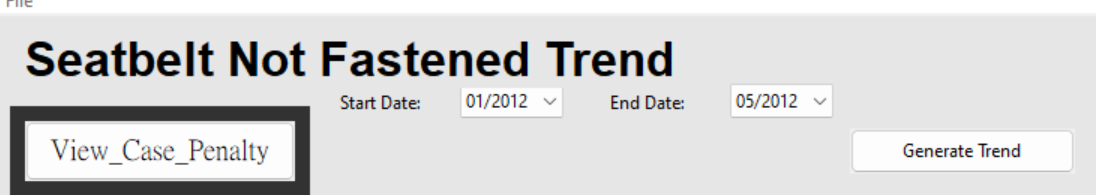 File
Seatbelt Not Fastened Trend
Start Date: 01/2012 End Date: 05/2012
View_Case_Penalty
Generate Trend